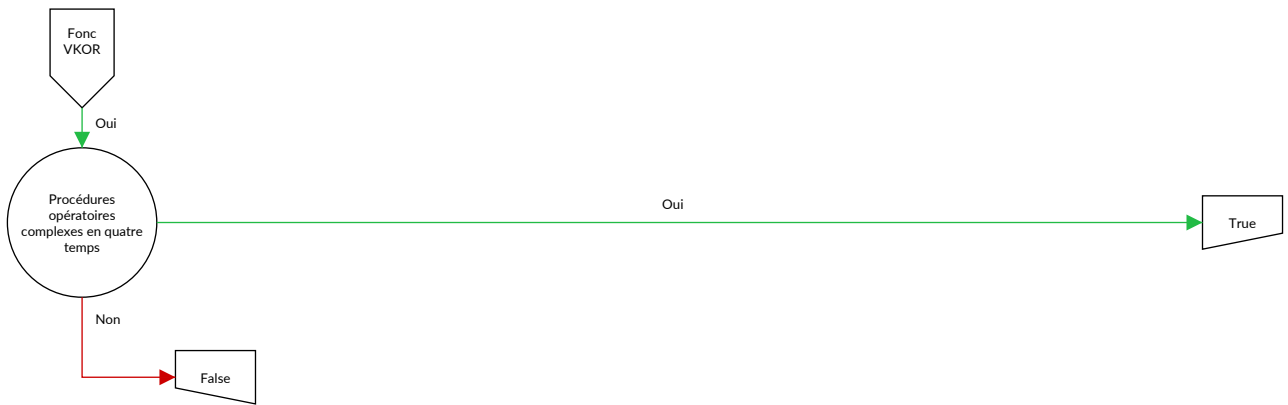 Fonc
VKOR
Oui
Procédures
opératoires
complexes en quatre
temps
Oui
True
Non
False